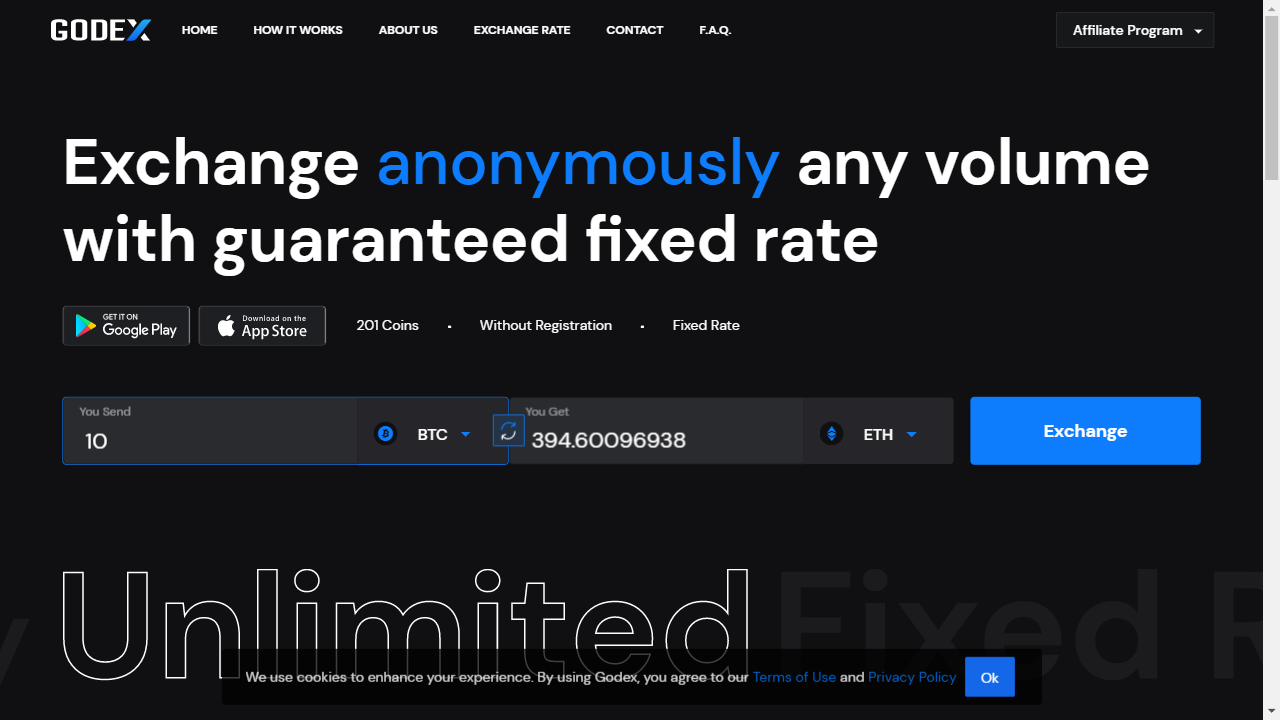 GODEX
HOME HOW IT WORKS ABOUT US EXCHANGE RATE CONTACT F.A.Q.
Affiliate Program
Exchange anonymously any volume
with guaranteed fixed rate
GET IT ON
Google Play
Download on the
App Store
201 Coins • Without Registration • Fixed Rate
You Send
10
BTC
You Get
394.60096938
ETH
Exchange
y Unlimited Fixed R
We use cookies to enhance your experience. By using Godex, you agree to our Terms of Use and Privacy Policy
Ok